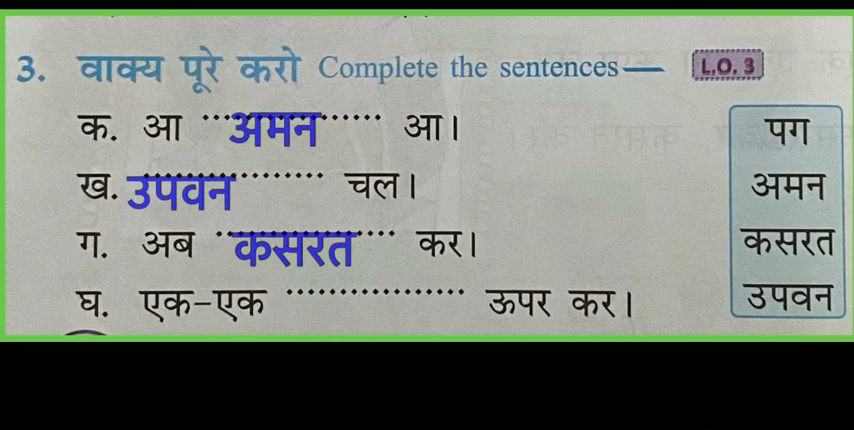 3. वाक्य पूरे करो Complete the sentences— L.O. 3
क. आ ...अमन...... आ।
ख. उपवन......... चल।
ग. अब ..कसरत.... कर।
घ. एक-एक .................. ऊपर कर।
पग
अमन
कसरत
उपवन